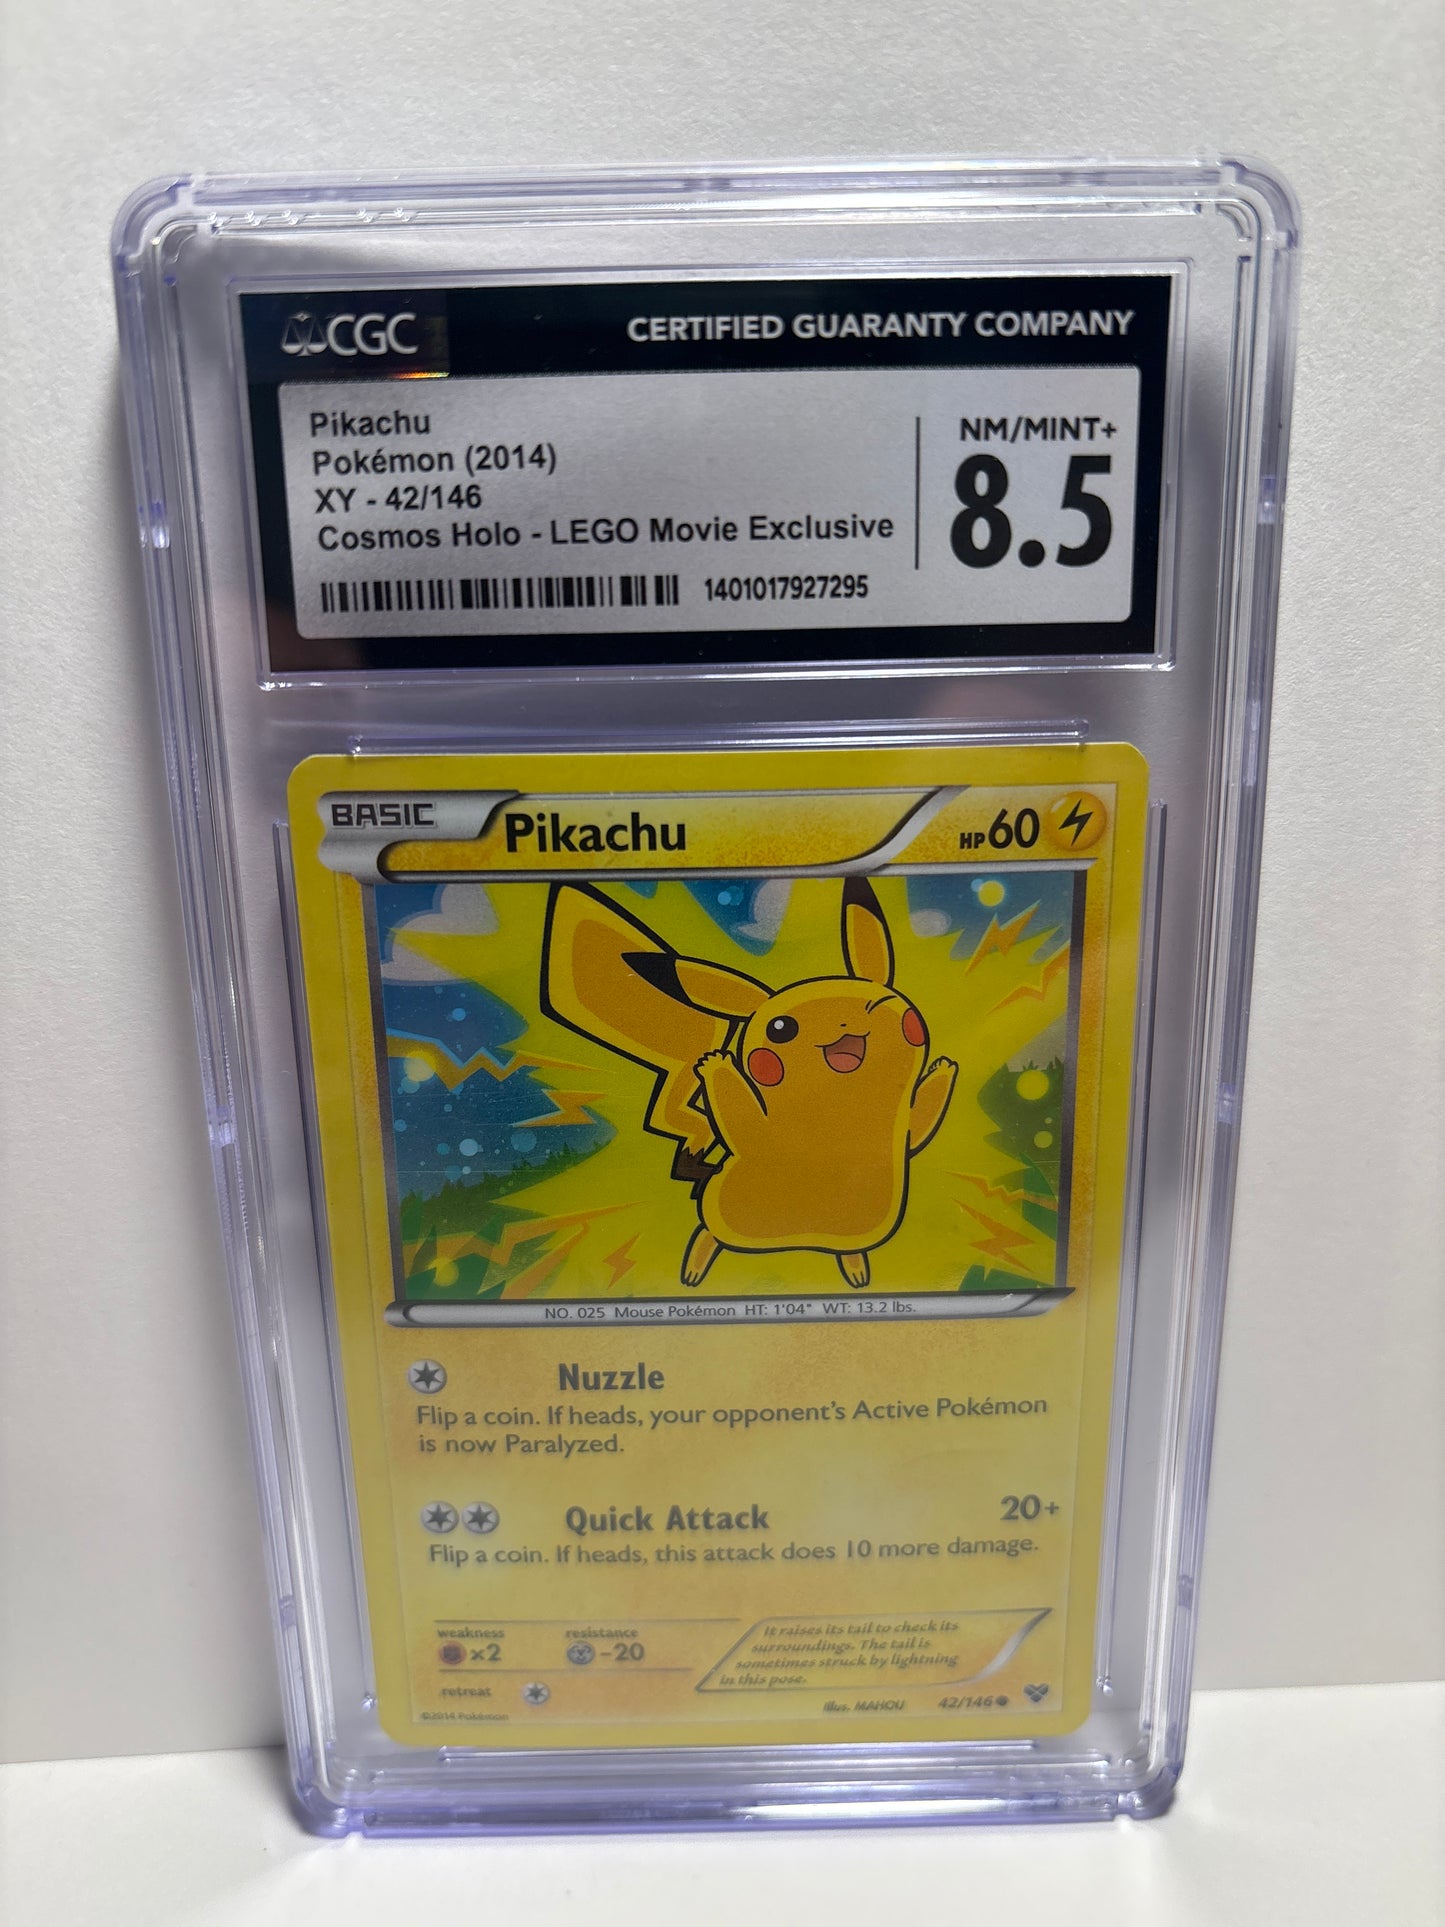 CGC CERTIFIED GUARANTY COMPANY
Pikachu
Pokémon (2014)
XY - 42/146
Cosmos Holo - LEGO Movie Exclusive
NM/MINT+
8.5
1401017927295
BASIC Pikachu HP60
NO. 025 Mouse Pokémon HT: 1'04" WT: 13.2 lbs.
Nuzzle
Flip a coin. If heads, your opponent's Active Pokémon
is now Paralyzed.
Quick Attack 20+
Flip a coin. If heads, this attack does 10 more damage.
weakness resistance
×2 -20
retreat
It raises its tail to check its
surroundings. The tail is
sometimes struck by lightning
in this pose.
©2014 Pokémon Illus. MAHOU 42/146